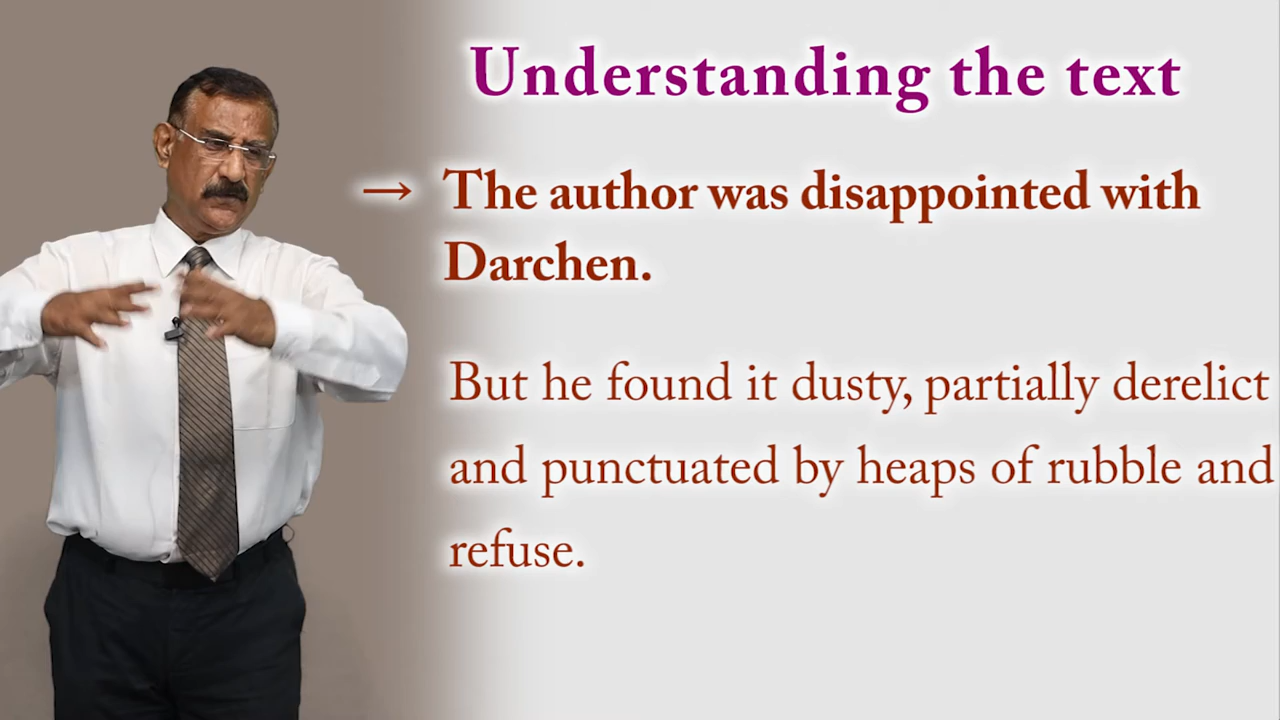 Understanding the text
→ The author was disappointed with
Darchen.
But he found it dusty, partially derelict
and punctuated by heaps of rubble and
refuse.